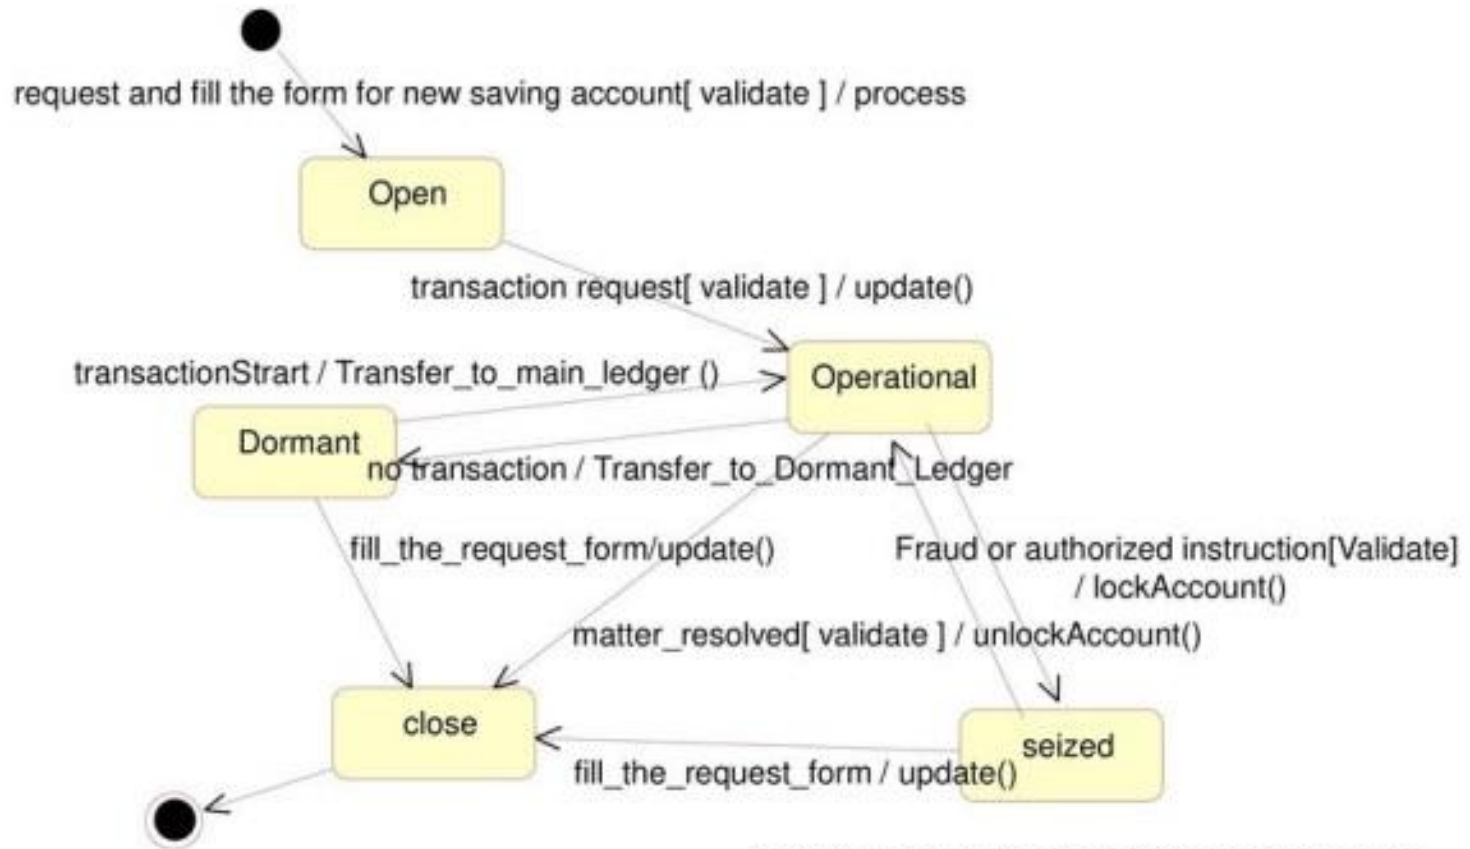 request and fill the form for new saving account[ validate ] / process
Open
transaction request[ validate ] / update()
transactionStrart / Transfer_to_main_ledger ()
Operational
Dormant
no transaction / Transfer_to_Dormant_Ledger
fill_the_request_form/update()
Fraud or authorized instruction[Validate]
/ lockAccount()
matter_resolved[ validate ] / unlockAccount()
close
seized
fill_the_request_form / update()